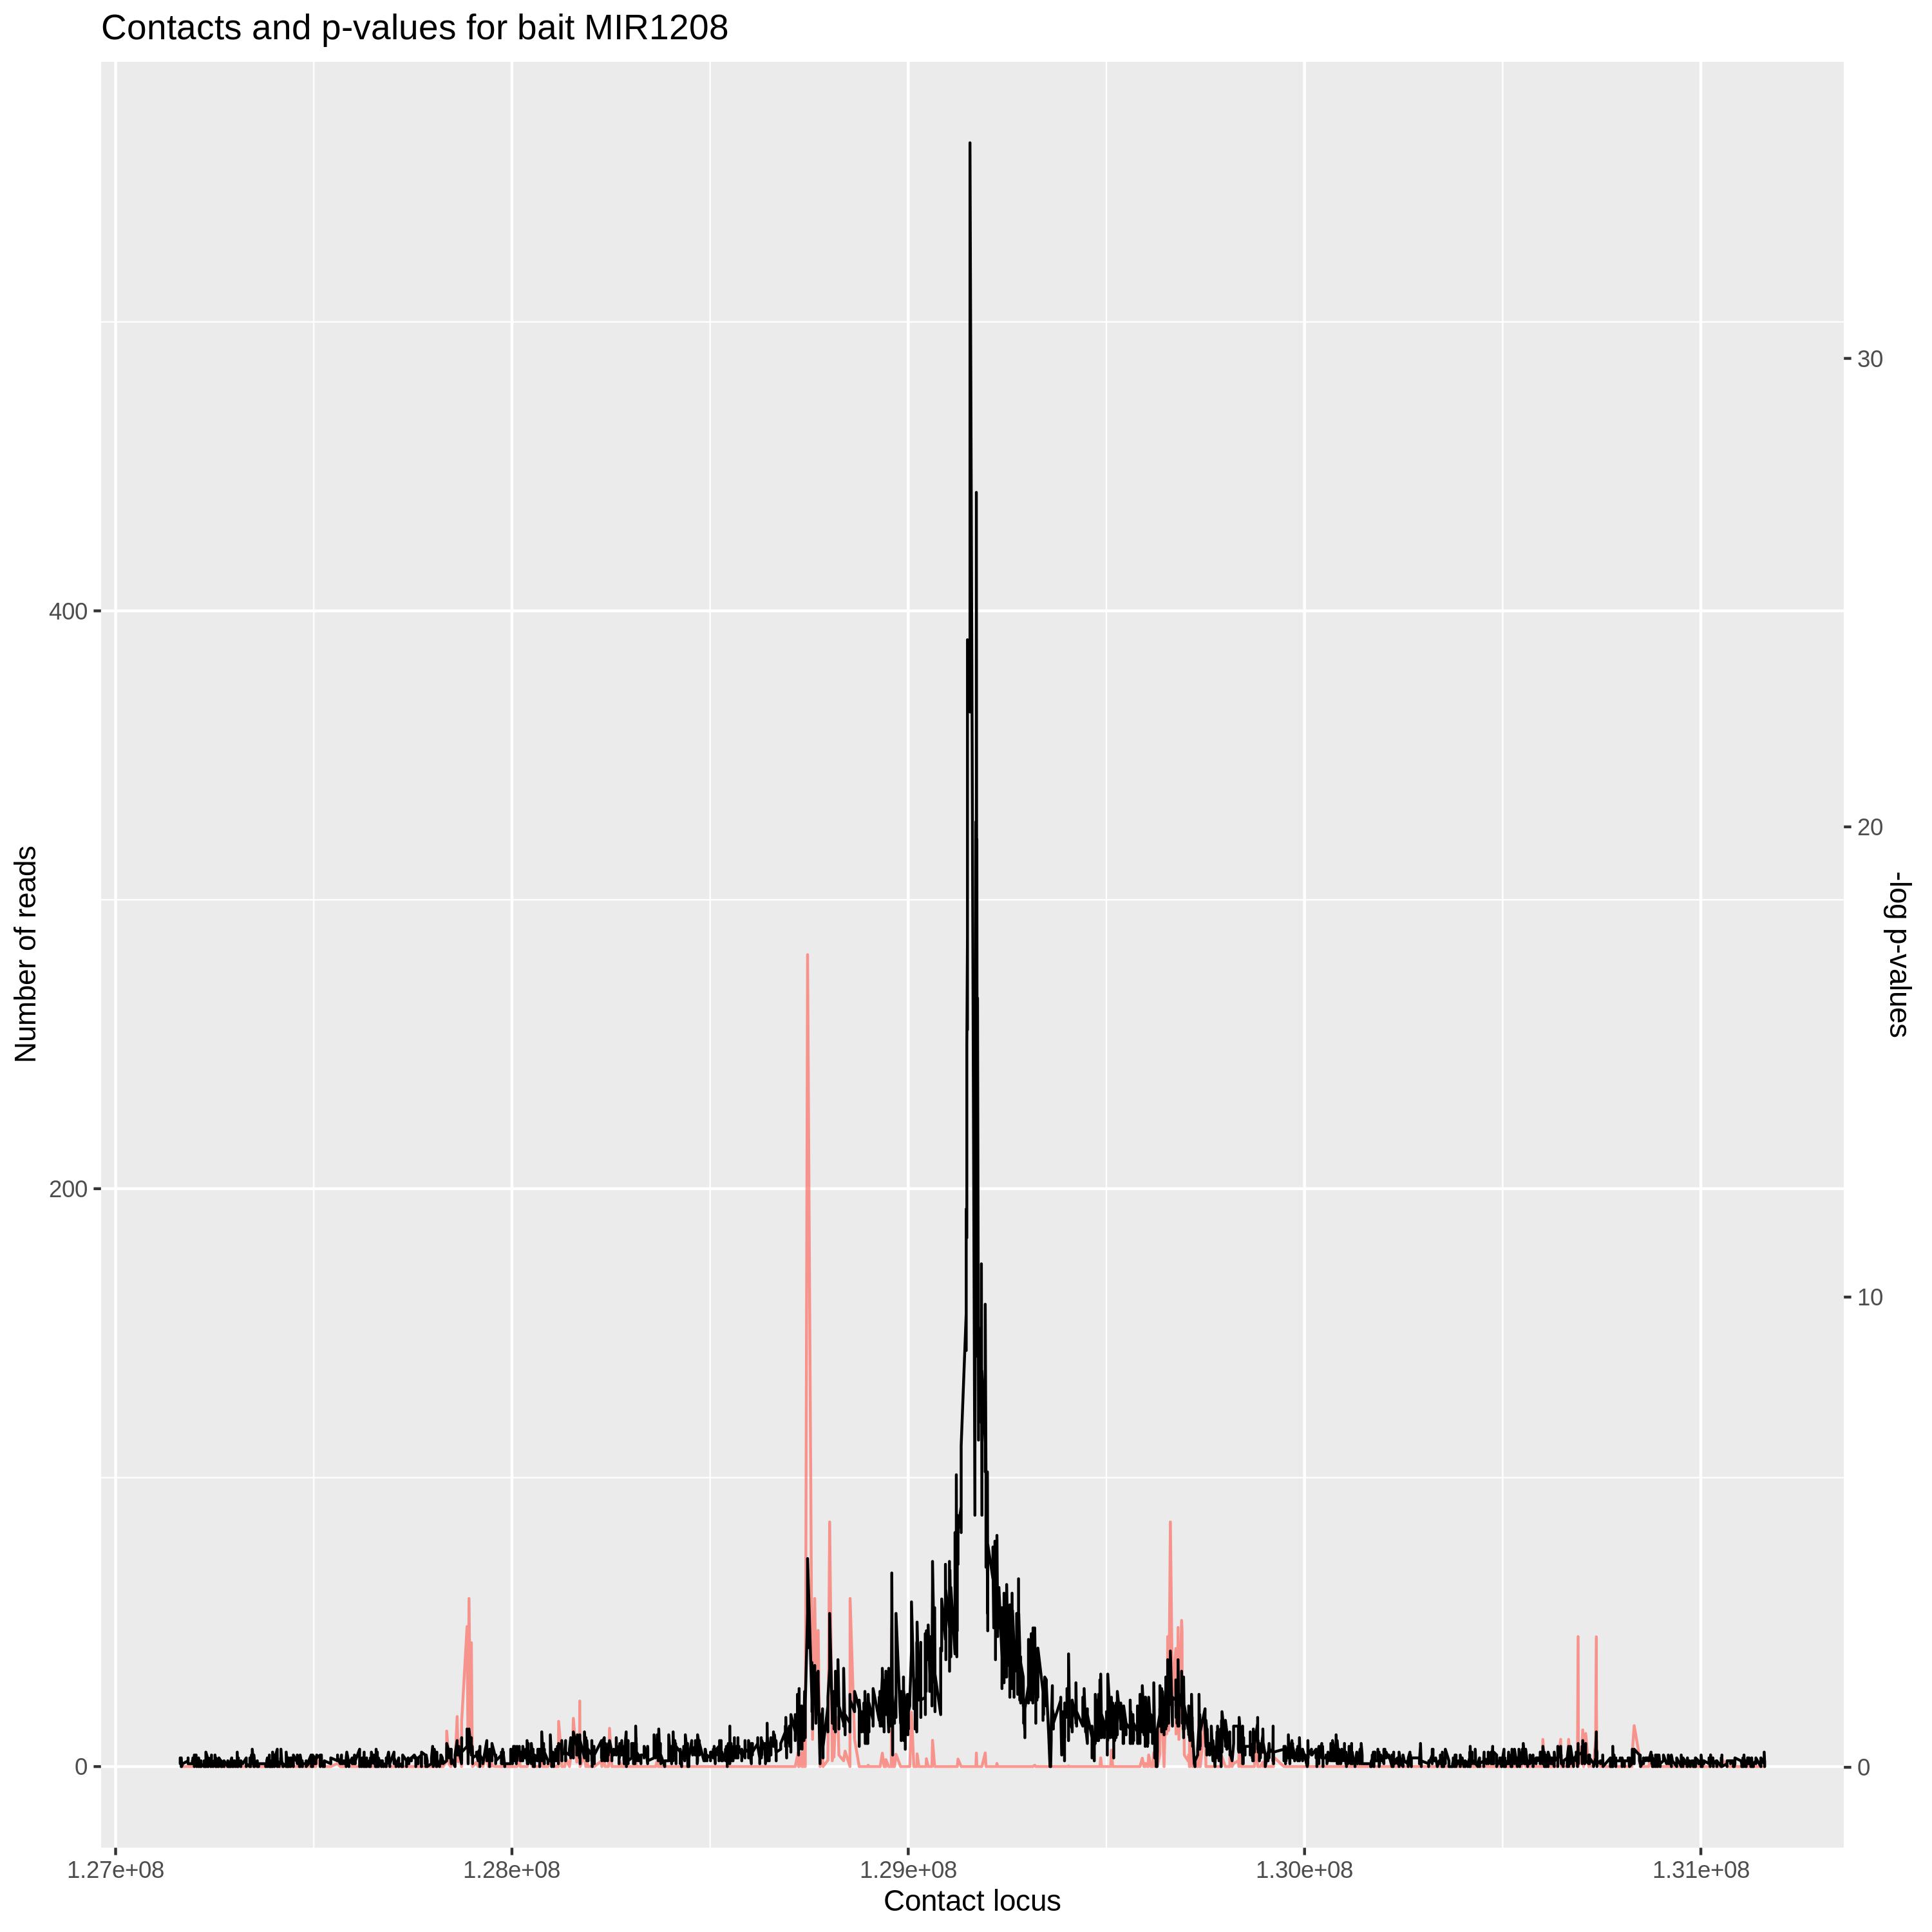 Contacts and p-values for bait MIR1208
Number of reads
400
200
0
30
20
10
0
-log p-values
1.27e+08
1.28e+08
1.29e+08
1.30e+08
1.31e+08
Contact locus